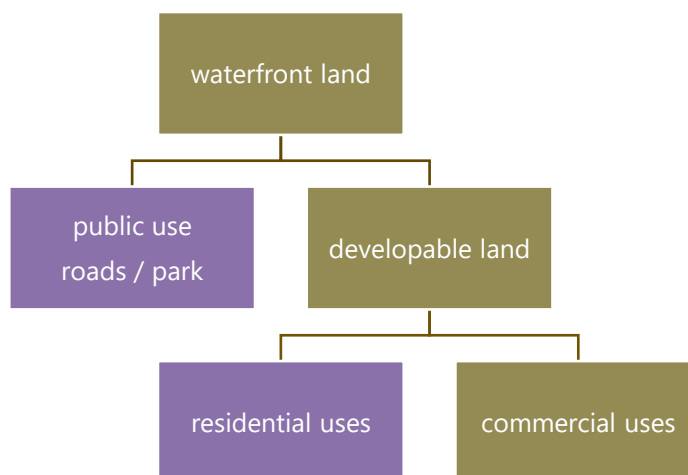 waterfront land
public use
roads / park
developable land
residential uses
commercial uses